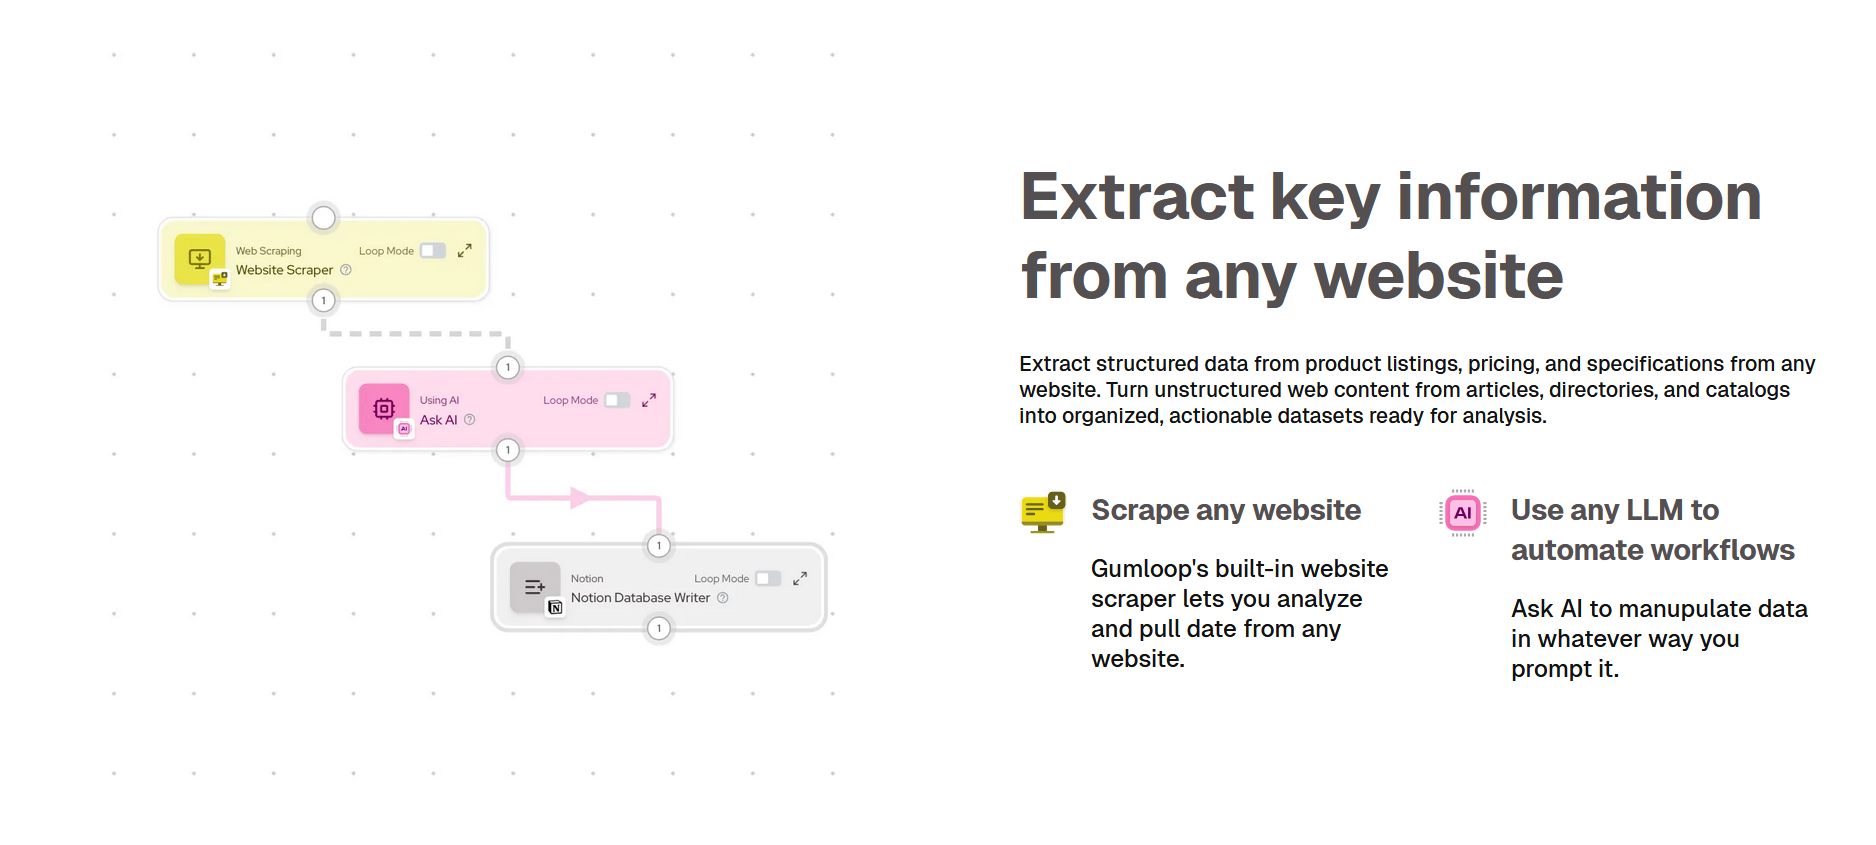 1
Web Scraping
Loop Mode
Website Scraper
1
Using AI
Loop Mode
Ask AI
AI
1
1
Notion
Loop Mode
Notion Database Writer
N
1
Extract key information
from any website
Extract structured data from product listings, pricing, and specifications from any
website. Turn unstructured web content from articles, directories, and catalogs
into organized, actionable datasets ready for analysis.
Scrape any website
Gumloop's built-in website
scraper lets you analyze
and pull date from any
website.
AI
Use any LLM to
automate workflows
Ask AI to manupulate data
in whatever way you
prompt it.